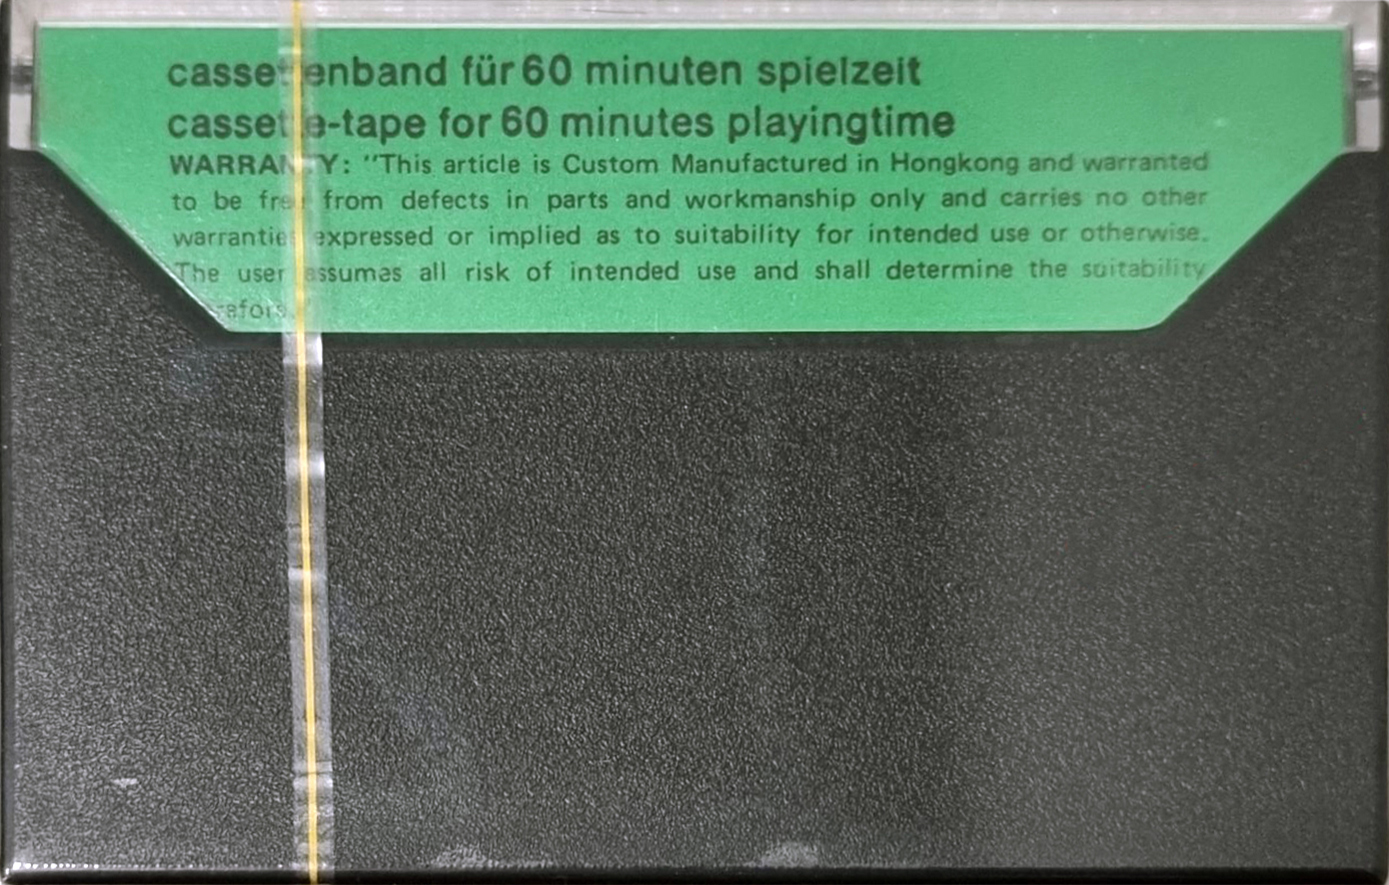 cassettenband für 60 minuten spielzeit
cassette-tape for 60 minutes playingtime
WARRANTY: "This article is Custom Manufactured in Hongkong and warranted
to be free from defects in parts and workmanship only and carries no other
warranties expressed or implied as to suitability for intended use or otherwise.
The user assumes all risk of intended use and shall determine the suitability